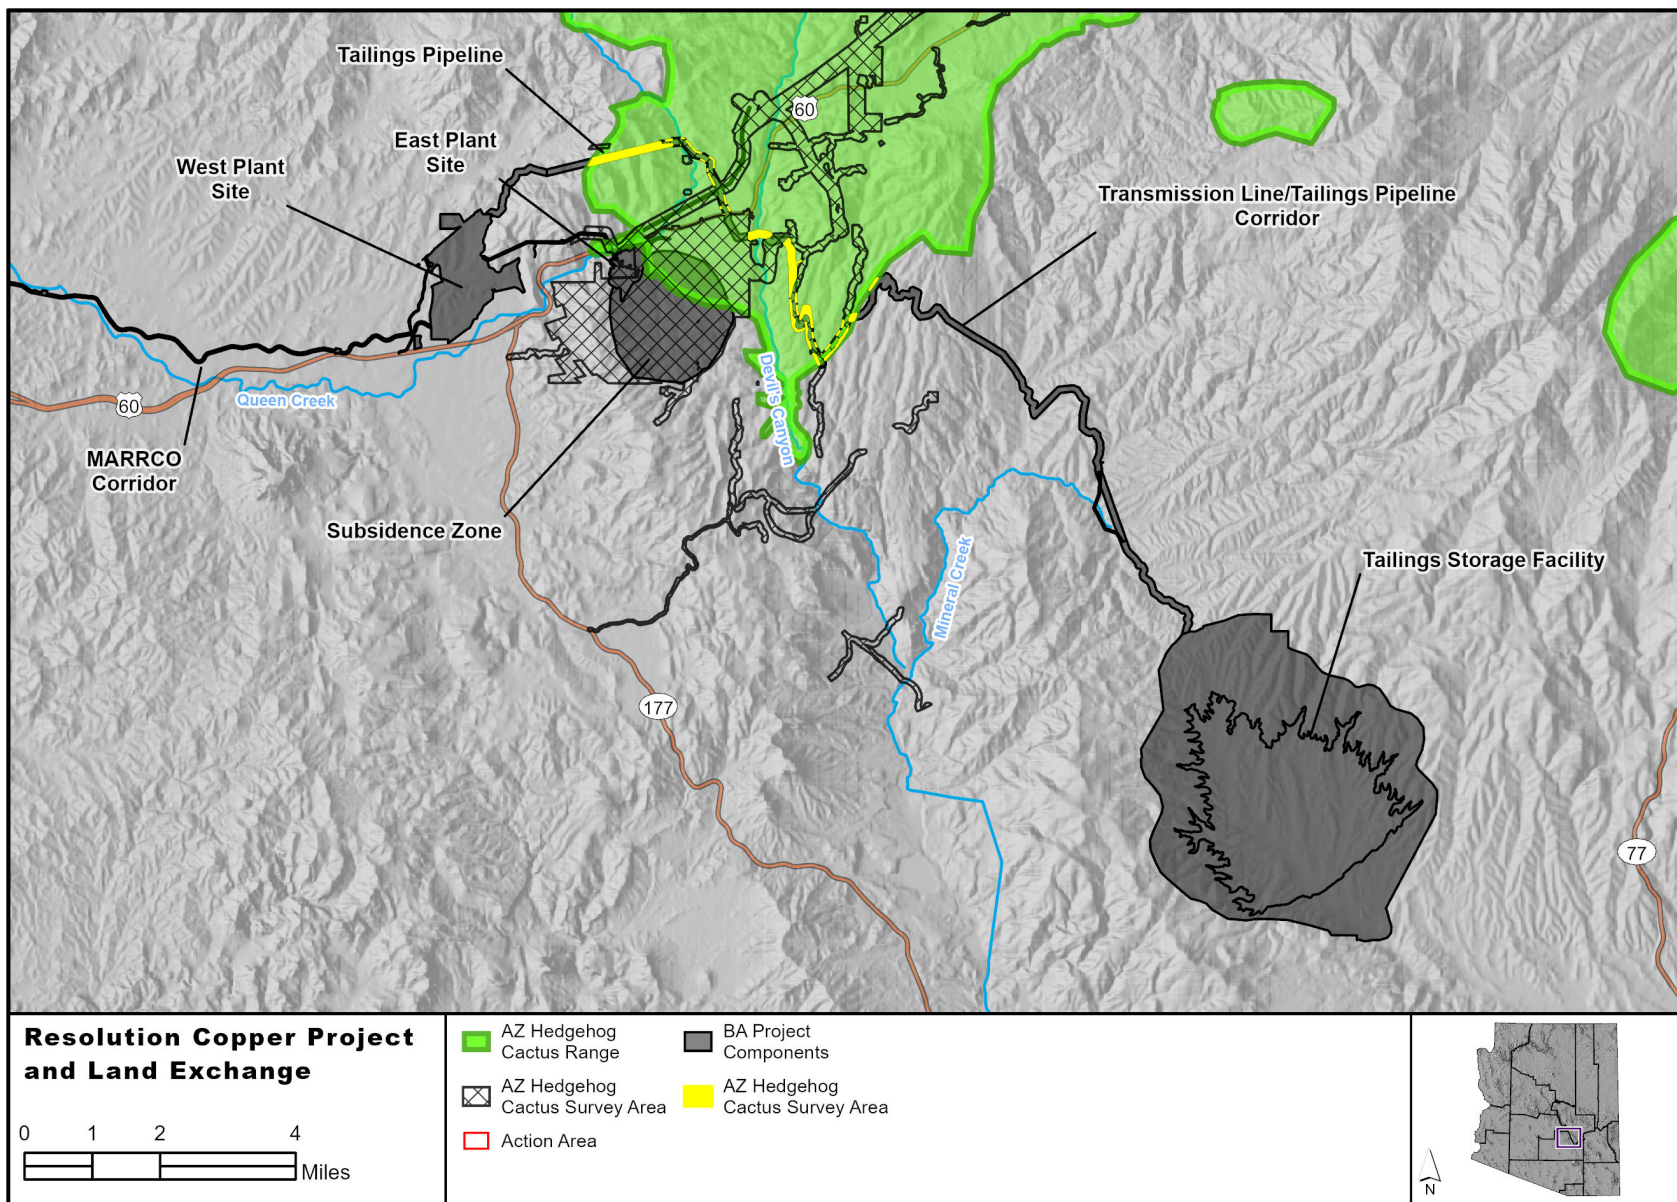 Tailings Pipeline
East Plant
Site
West Plant
Site
60
Transmission Line/Tailings Pipeline
Corridor
Devil's Canyon
Queen Creek
60
MARRCO
Corridor
Subsidence Zone
Mineral Creek
Tailings Storage Facility
177
77
Resolution Copper Project
and Land Exchange
0 1 2 4
Miles
AZ Hedgehog
Cactus Range
BA Project
Components
AZ Hedgehog
Cactus Survey Area
AZ Hedgehog
Cactus Survey Area
Action Area
N